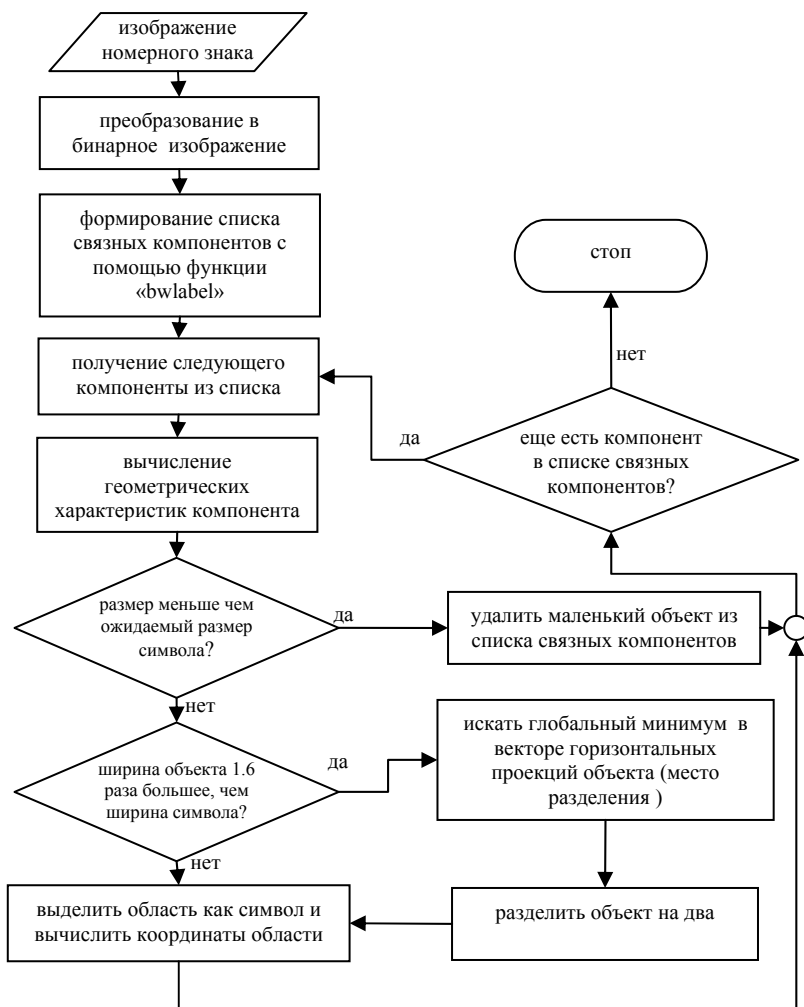 изображение
номерного знака
преобразование в
бинарное изображение
формирование списка
связных компонентов с
помощью функции
«bwlabel»
стоп
нет
получение следующего
компоненты из списка
да
еще есть компонент
в списке связных
компонентов?
вычисление
геометрических
характеристик компонента
размер меньше чем
ожидаемый размер
символа?
да
удалить маленький объект из
списка связных компонентов
нет
ширина объекта 1.6
раза большее, чем
ширина символа?
да
искать глобальный минимум в
векторе горизонтальных
проекций объекта (место
разделения )
нет
выделить область как символ и
вычислить координаты области
разделить объект на два